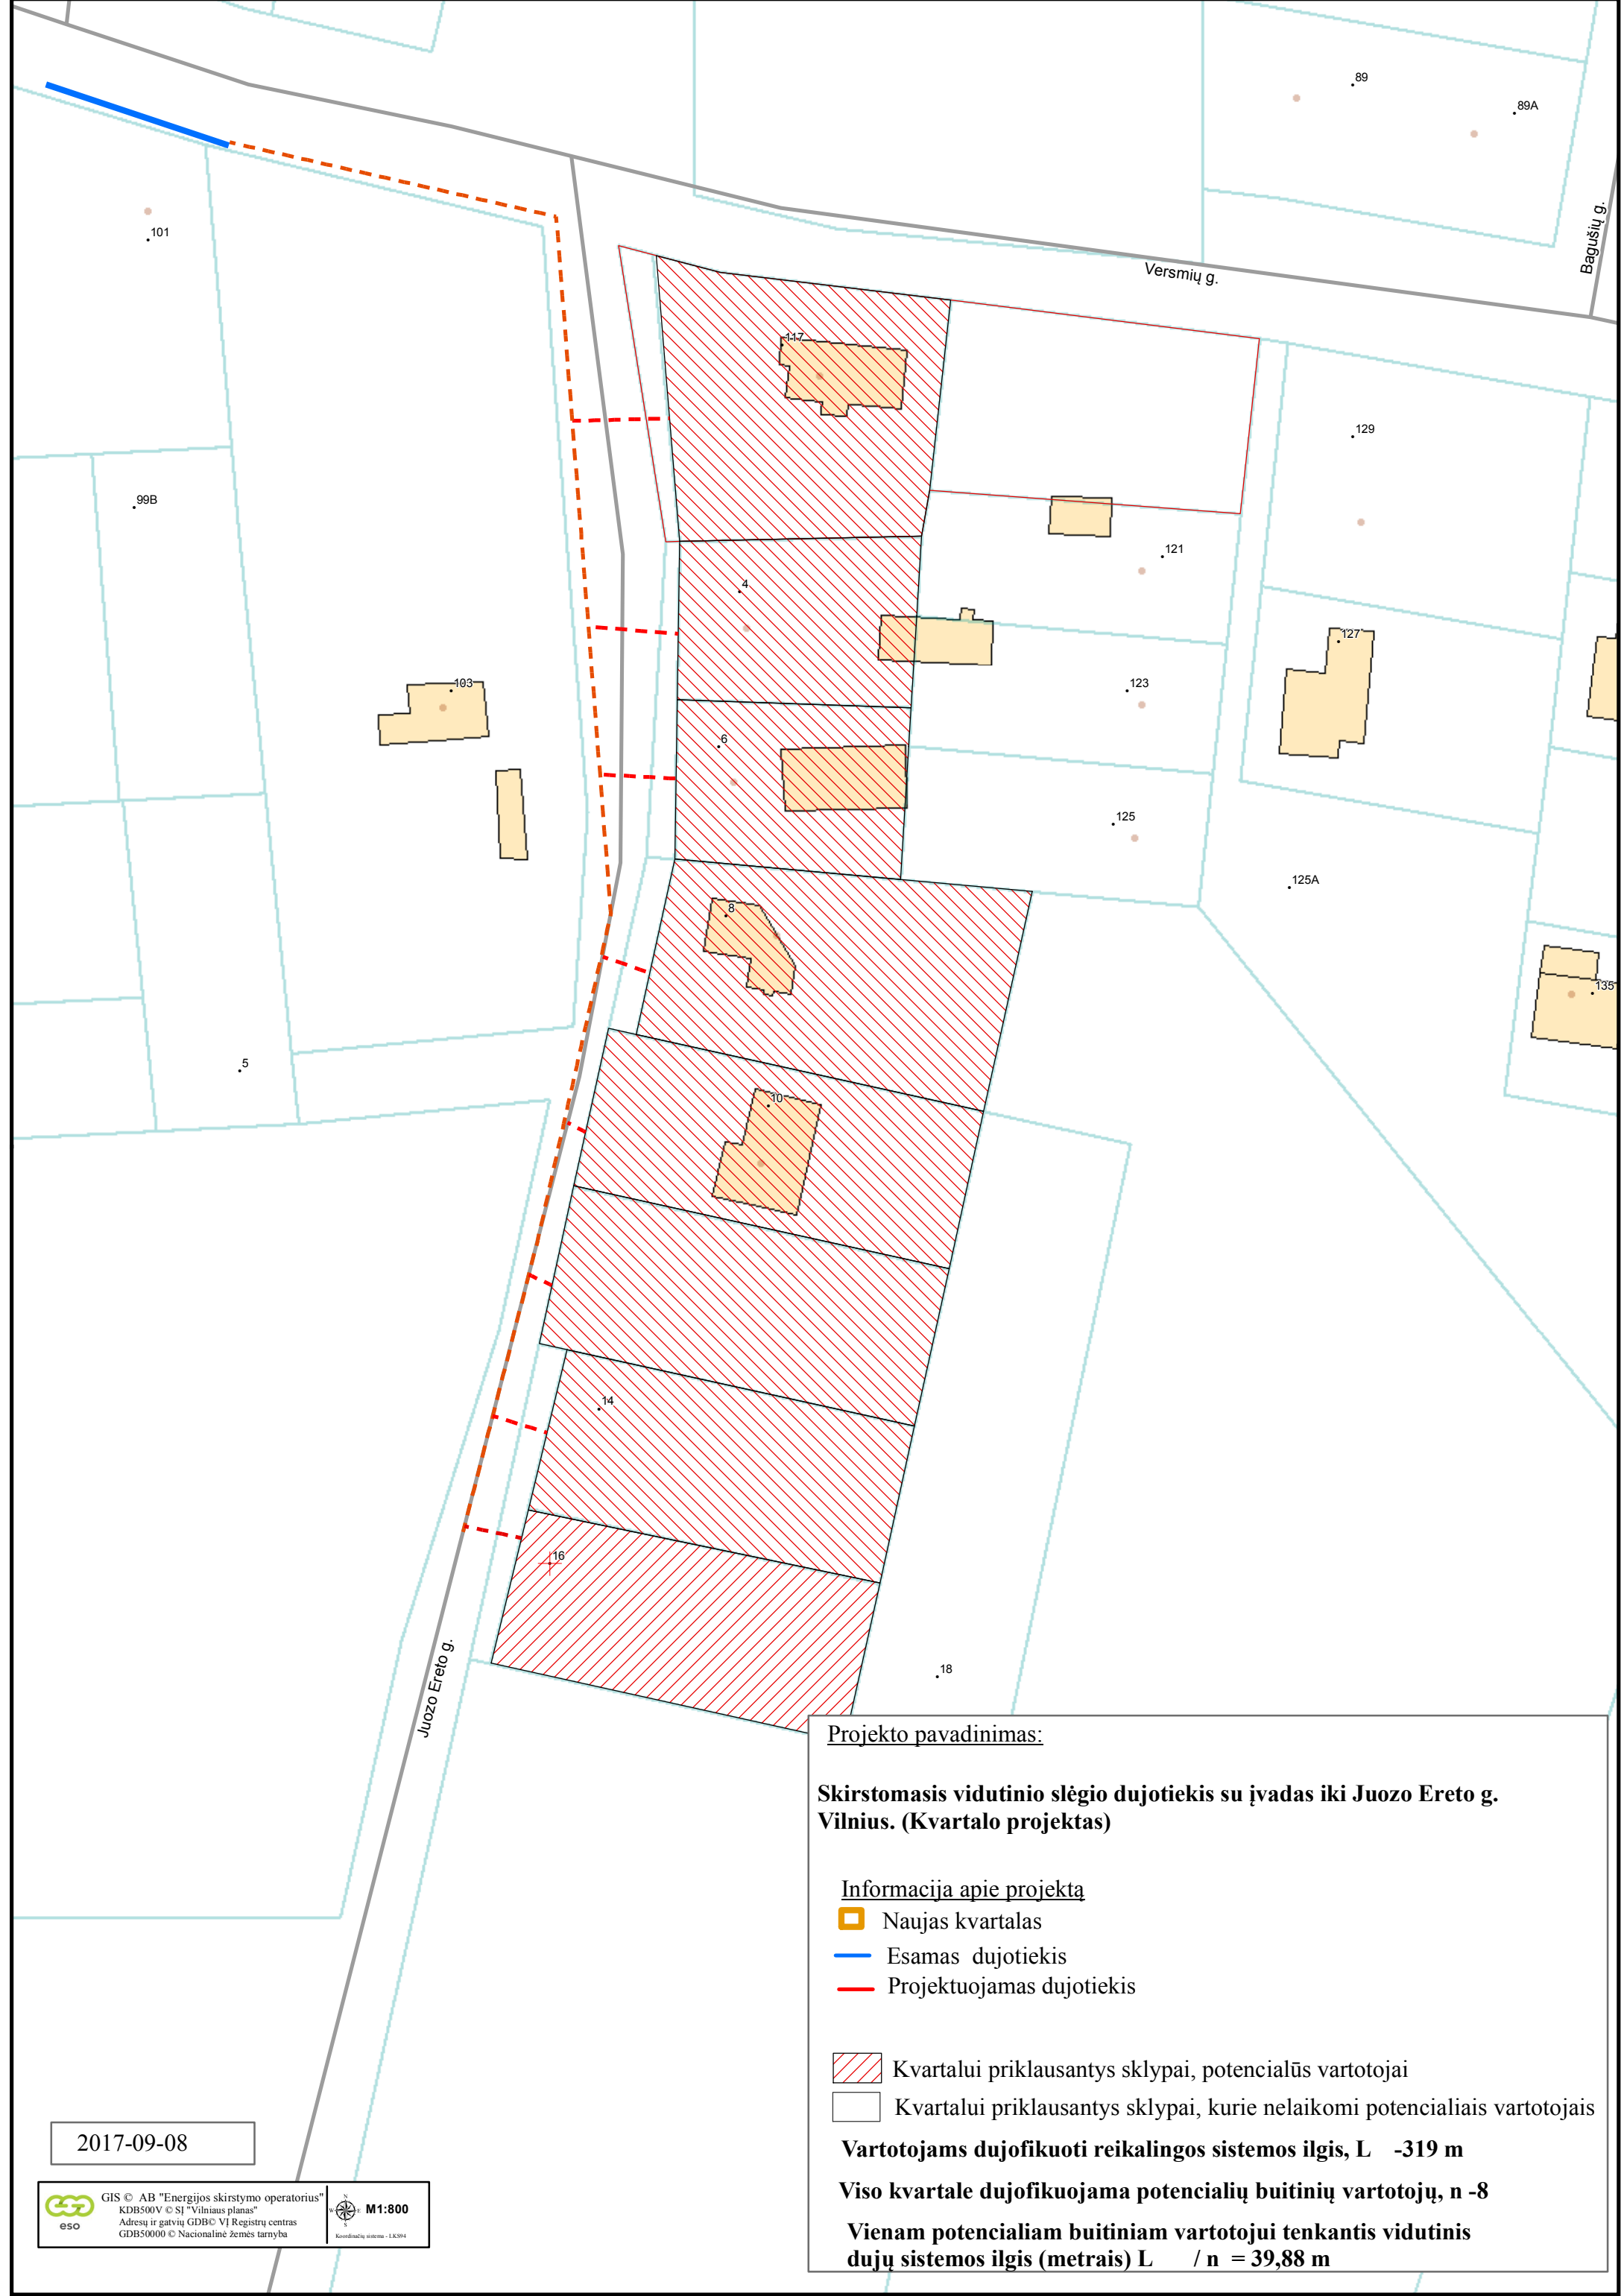 89
89A
101
Bagušių g.
Versmių g.
117
129
99B
121
4
127
103
123
6
125
125A
8
135
5
10
14
16
Juozo Ereto g.
18
Projekto pavadinimas:
Skirstomasis vidutinio slėgio dujotiekis su įvadas iki Juozo Ereto g.
Vilnius. (Kvartalo projektas)
Informacija apie projektą
Naujas kvartalas
Esamas dujotiekis
Projektuojamas dujotiekis
Kvartalui priklausantys sklypai, potencialūs vartotojai
Kvartalui priklausantys sklypai, kurie nelaikomi potencialiais vartotojais
Vartotojams dujofikuoti reikalingos sistemos ilgis, L -319 m
Viso kvartale dujofikuojama potencialių buitinių vartotojų, n -8
Vienam potencialiam buitiniam vartotojui tenkantis vidutinis
dujų sistemos ilgis (metrais) L / n = 39,88 m
2017-09-08
eso
GIS © AB "Energijos skirstymo operatorius"
KDB500V © SĮ "Vilniaus planas"
Adresų ir gatvių GDB© VĮ Registrų centras
GDB50000 © Nacionalinė žemės tarnyba
N
W E
S
M1:800
Koordinačių sistema - LKS94